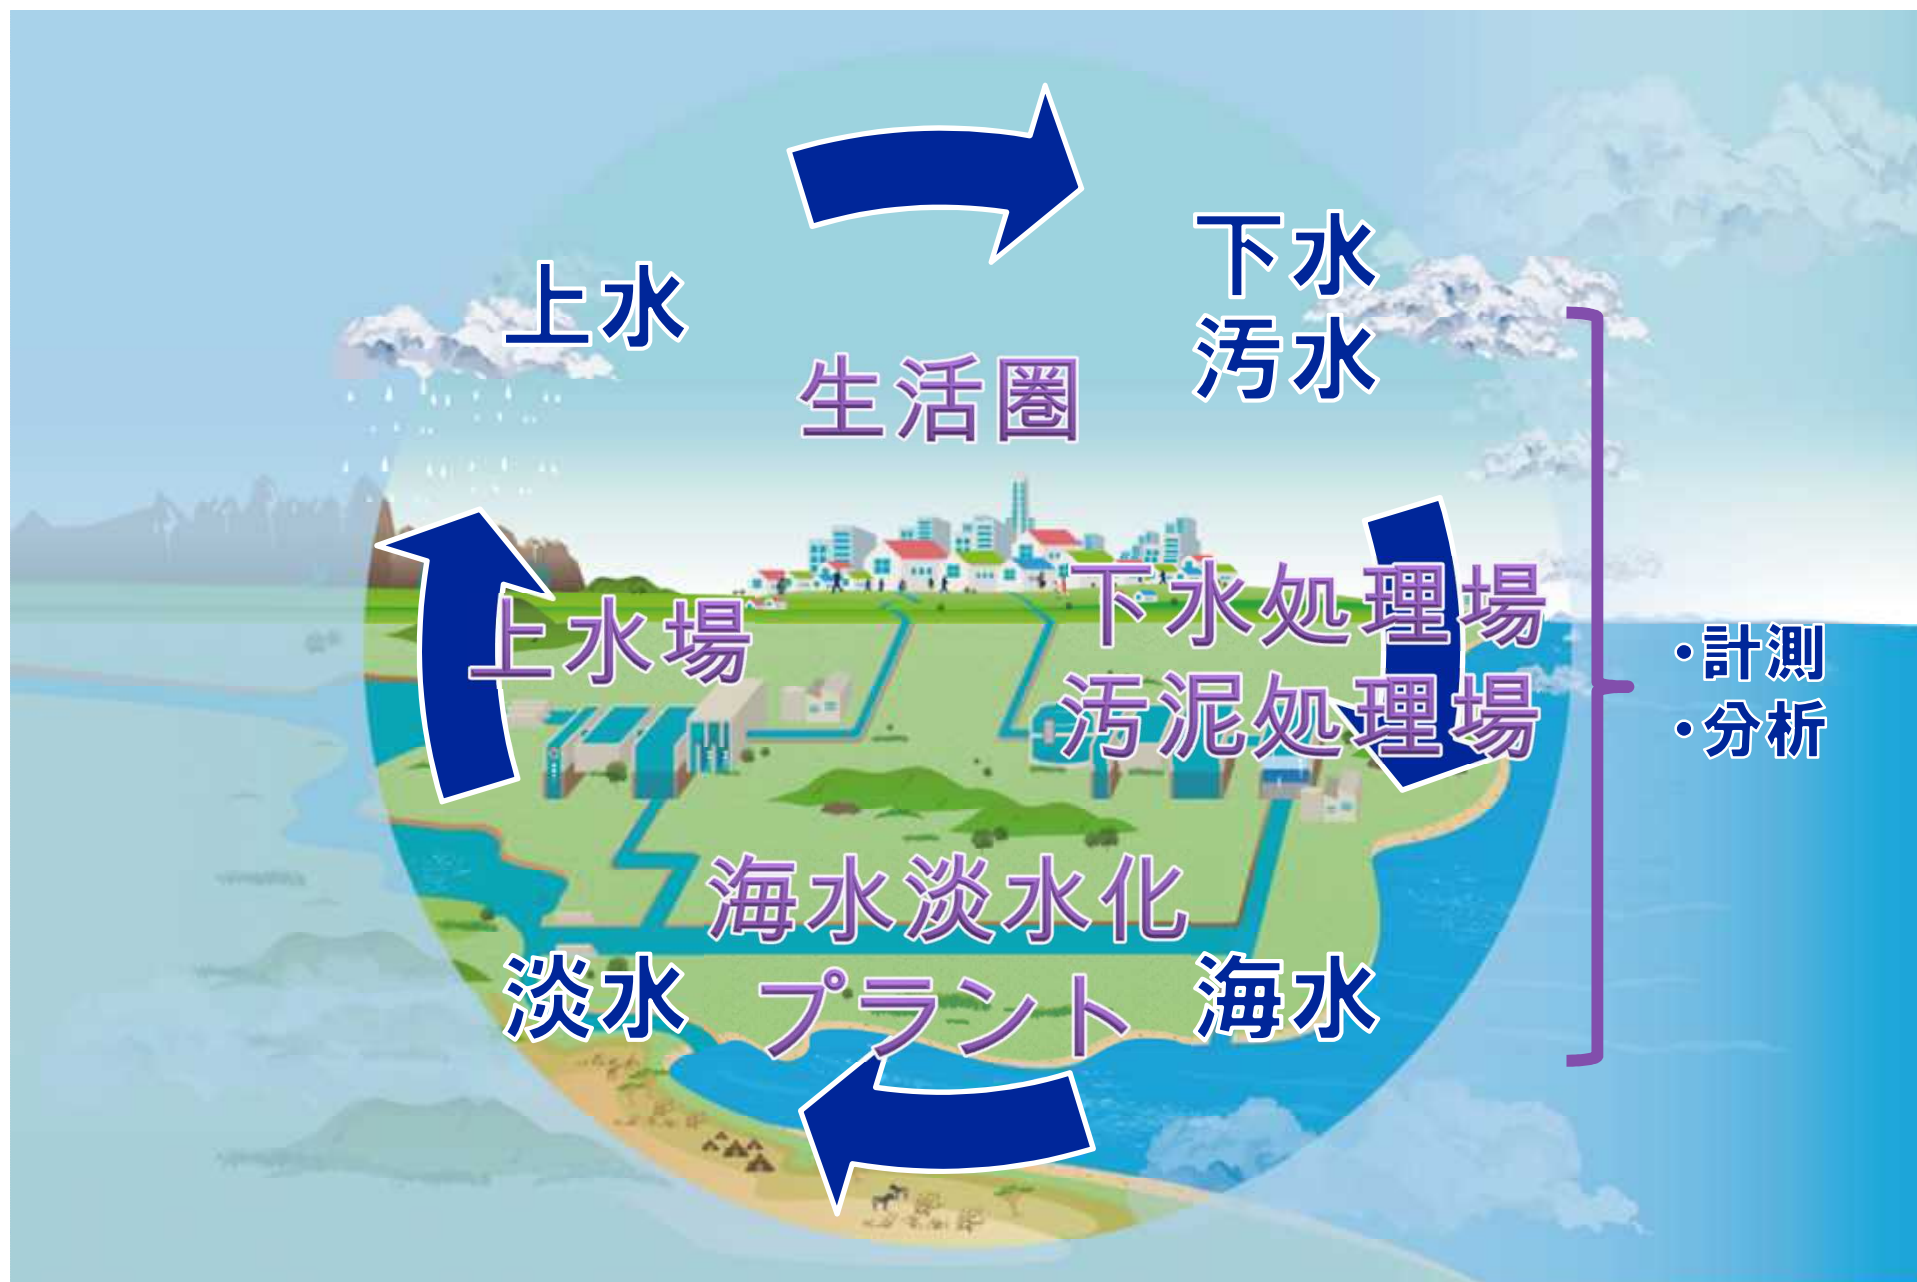 上水
下水
汚水
生活圏
上水場
下水処理場
汚泥処理場
・計測
・分析
海水淡水化
プラント
淡水
海水